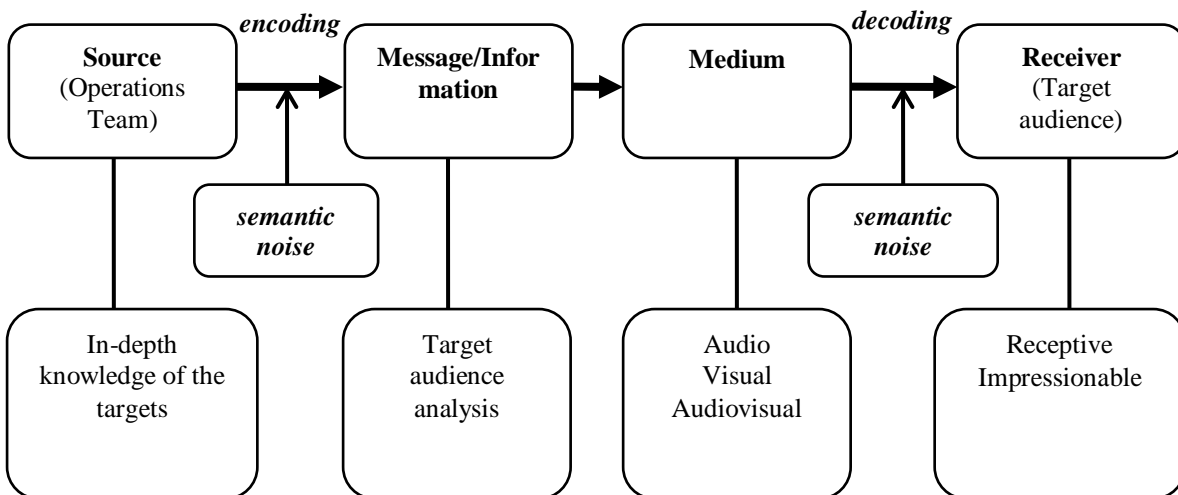 encoding
decoding
Source
(Operations
Team)
Message/Infor
mation
Medium
Receiver
(Target
audience)
semantic
noise
semantic
noise
In-depth
knowledge of the
targets
Target
audience
analysis
Audio
Visual
Audiovisual
Receptive
Impressionable